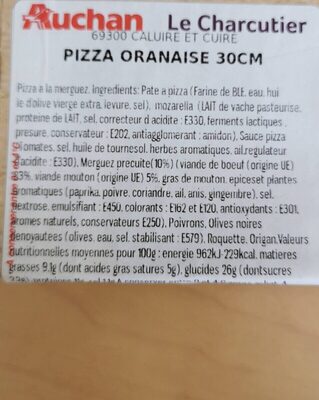 Auchan Le Charcutier
69300 CALUIRE ET CUIRE
PIZZA ORANAISE 30CM
Pizza a la merguez. Ingredients: Pate a pizza (Farine de BLE, eau, hui
le d'olive vierge extra, levure, sel), mozarella (LAIT de vache pasteurise,
proteine de LAIT, sel, correcteur d acidite : E330, ferments lactiques
, presure, conservateur : E202, antiagglomerant : amidon), Sauce pizza
(tomates, sel, huile de tournesol, herbes aromatiques, ail,regulateur
d acidite : E330), Merguez precuite(10%) (viande de boeuf (origine UE)
83%, viande mouton (origine UE) 5%, gras de mouton, epiceset plantes
aromatiques (paprika, poivre, coriandre, ail, anis, gingembre), sel,
dextrose, emulsifiant : E450, colorants : E162 et E120, antioxydants : E301,
aromes naturels, conservateurs E250), Poivrons, Olives noires
denoyautees (olives, eau, sel, stabilisant : E579), Roquette, Origan.Valeurs
nutritionnelles moyennes pour 100g : energie 962kJ-229kcal, matieres
grasses 9,1g (dont acides gras satures 5g), glucides 26g (dontsucres